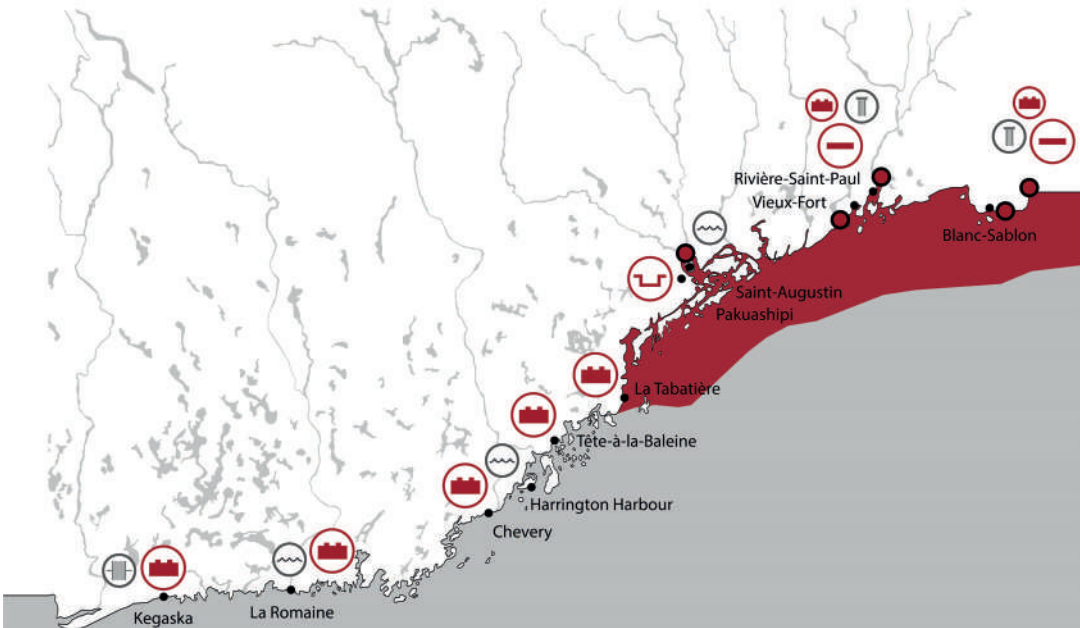 Rivière-Saint-Paul
Vieux-Fort
Blanc-Sablon
Saint-Augustin
Pakuashipi
La Tabatière
Tête-à-la-Baleine
Harrington Harbour
Chevery
La Romaine
Kegaska